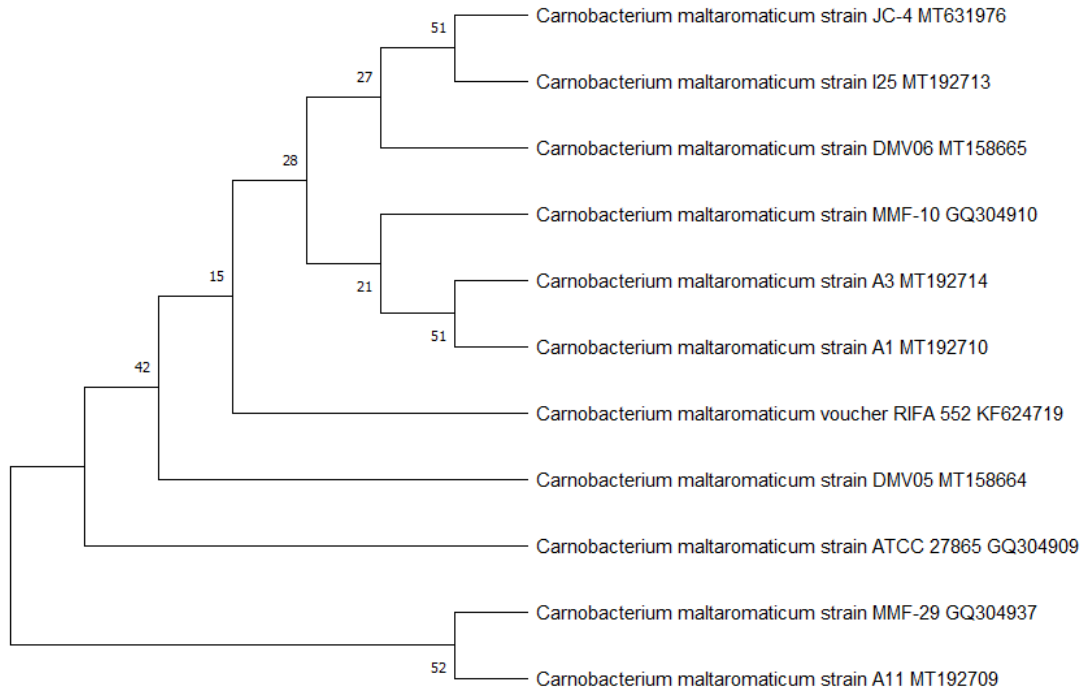 51
Carnobacterium maltaromaticum strain JC-4 MT631976
27
Carnobacterium maltaromaticum strain I25 MT192713
28
Carnobacterium maltaromaticum strain DMV06 MT158665
Carnobacterium maltaromaticum strain MMF-10 GQ304910
15
21
Carnobacterium maltaromaticum strain A3 MT192714
51
Carnobacterium maltaromaticum strain A1 MT192710
42
Carnobacterium maltaromaticum voucher RIFA 552 KF624719
Carnobacterium maltaromaticum strain DMV05 MT158664
Carnobacterium maltaromaticum strain ATCC 27865 GQ304909
Carnobacterium maltaromaticum strain MMF-29 GQ304937
52
Carnobacterium maltaromaticum strain A11 MT192709